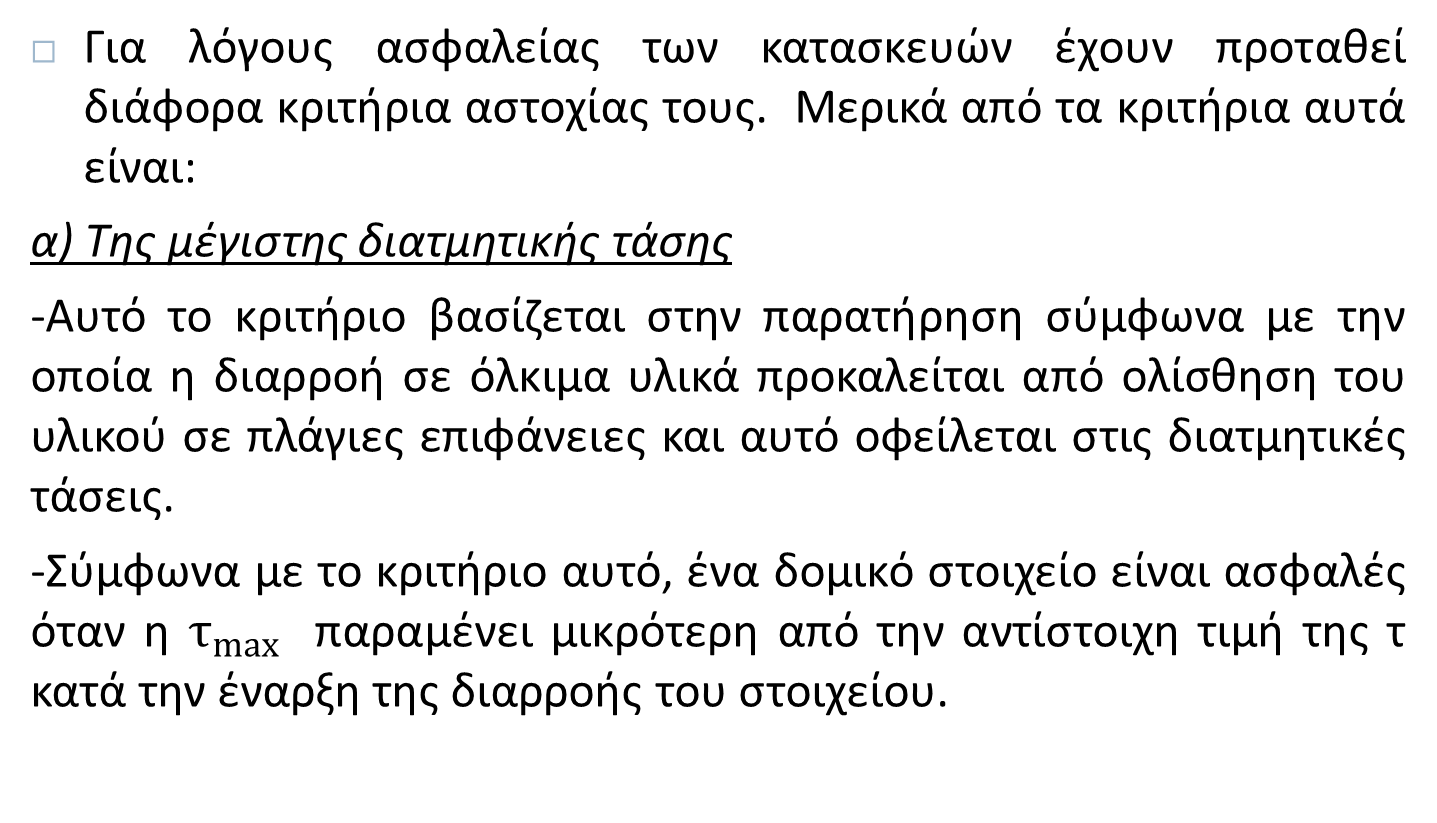 Για λόγους ασφαλείας των κατασκευών έχουν προταθεί
διάφορα κριτήρια αστοχίας τους. Μερικά από τα κριτήρια αυτά
είναι:
α) Της μέγιστης διατμητικής τάσης
-Αυτό το κριτήριο βασίζεται στην παρατήρηση σύμφωνα με την
οποία η διαρροή σε όλκιμα υλικά προκαλείται από ολίσθηση του
υλικού σε πλάγιες επιφάνειες και αυτό οφείλεται στις διατμητικές
τάσεις.
-Σύμφωνα με το κριτήριο αυτό, ένα δομικό στοιχείο είναι ασφαλές
όταν η τmax παραμένει μικρότερη από την αντίστοιχη τιμή της τ
κατά την έναρξη της διαρροής του στοιχείου.